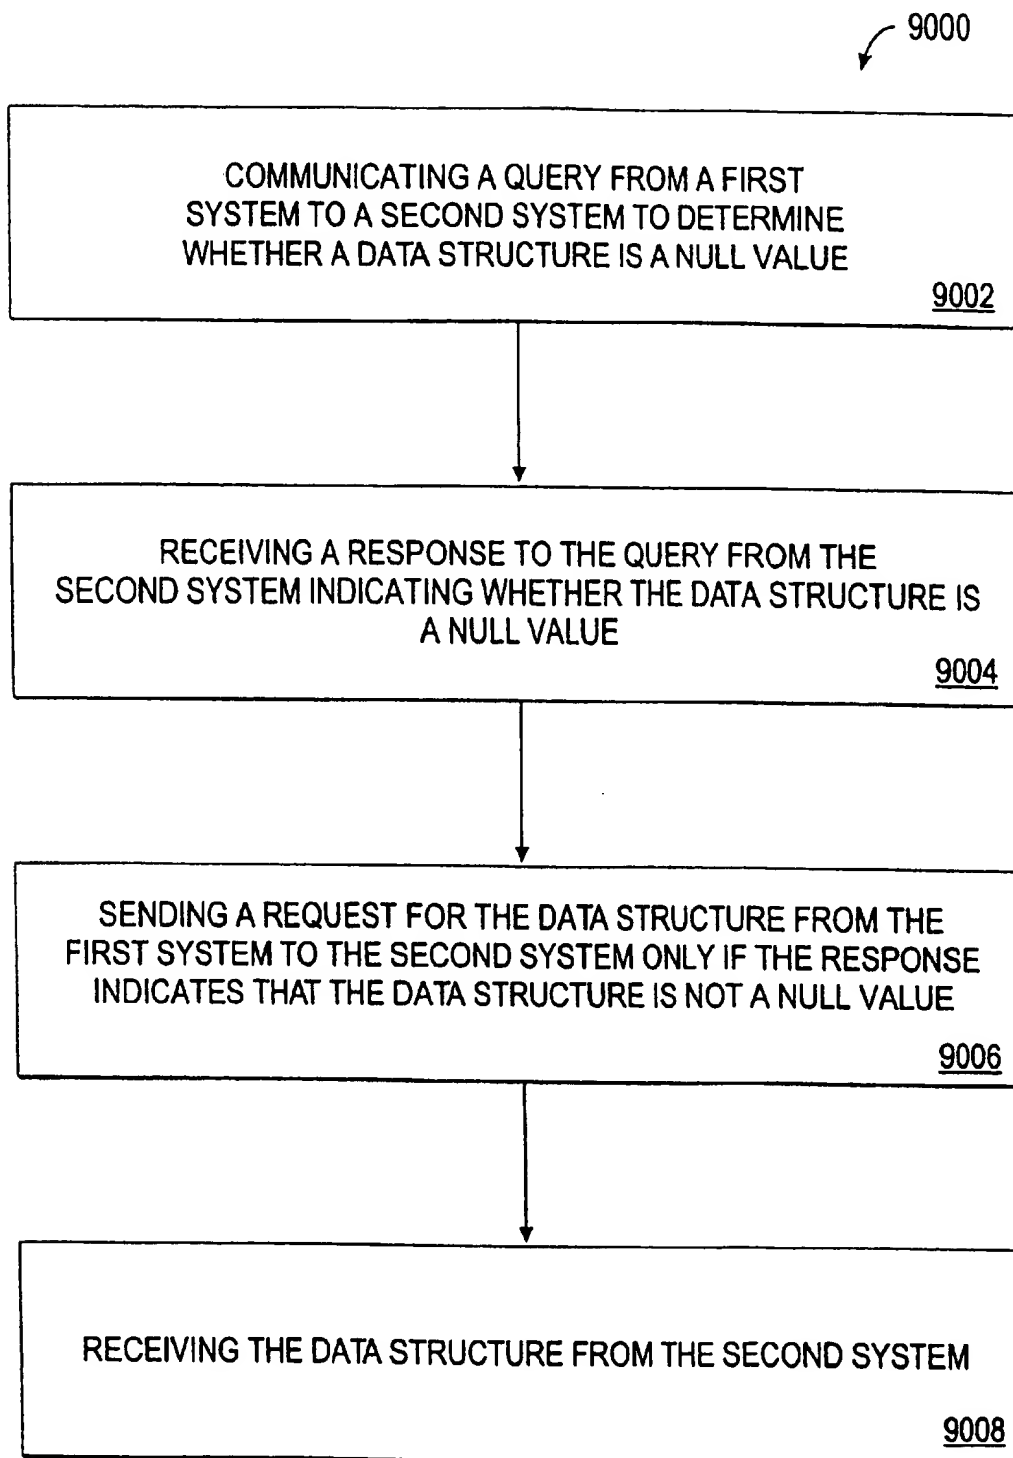 9000
COMMUNICATING A QUERY FROM A FIRST
SYSTEM TO A SECOND SYSTEM TO DETERMINE
WHETHER A DATA STRUCTURE IS A NULL VALUE
9002
RECEIVING A RESPONSE TO THE QUERY FROM THE
SECOND SYSTEM INDICATING WHETHER THE DATA STRUCTURE IS
A NULL VALUE
9004
SENDING A REQUEST FOR THE DATA STRUCTURE FROM THE
FIRST SYSTEM TO THE SECOND SYSTEM ONLY IF THE RESPONSE
INDICATES THAT THE DATA STRUCTURE IS NOT A NULL VALUE
9006
RECEIVING THE DATA STRUCTURE FROM THE SECOND SYSTEM
9008